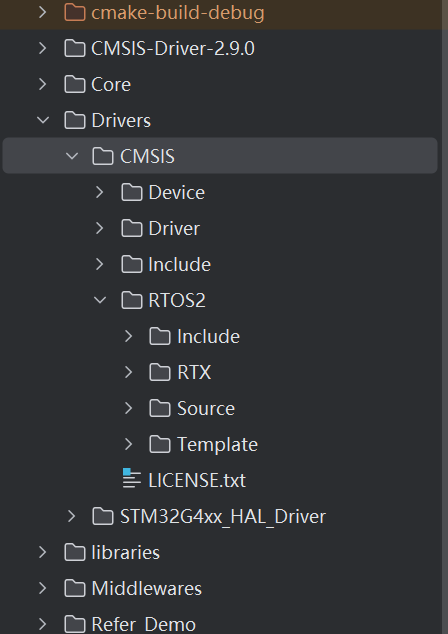 cmake-build-debug
CMSIS-Driver-2.9.0
Core
Drivers
CMSIS
Device
Driver
Include
RTOS2
Include
RTX
Source
Template
LICENSE.txt
STM32G4xx_HAL_Driver
libraries
Middlewares
Refer_Demo